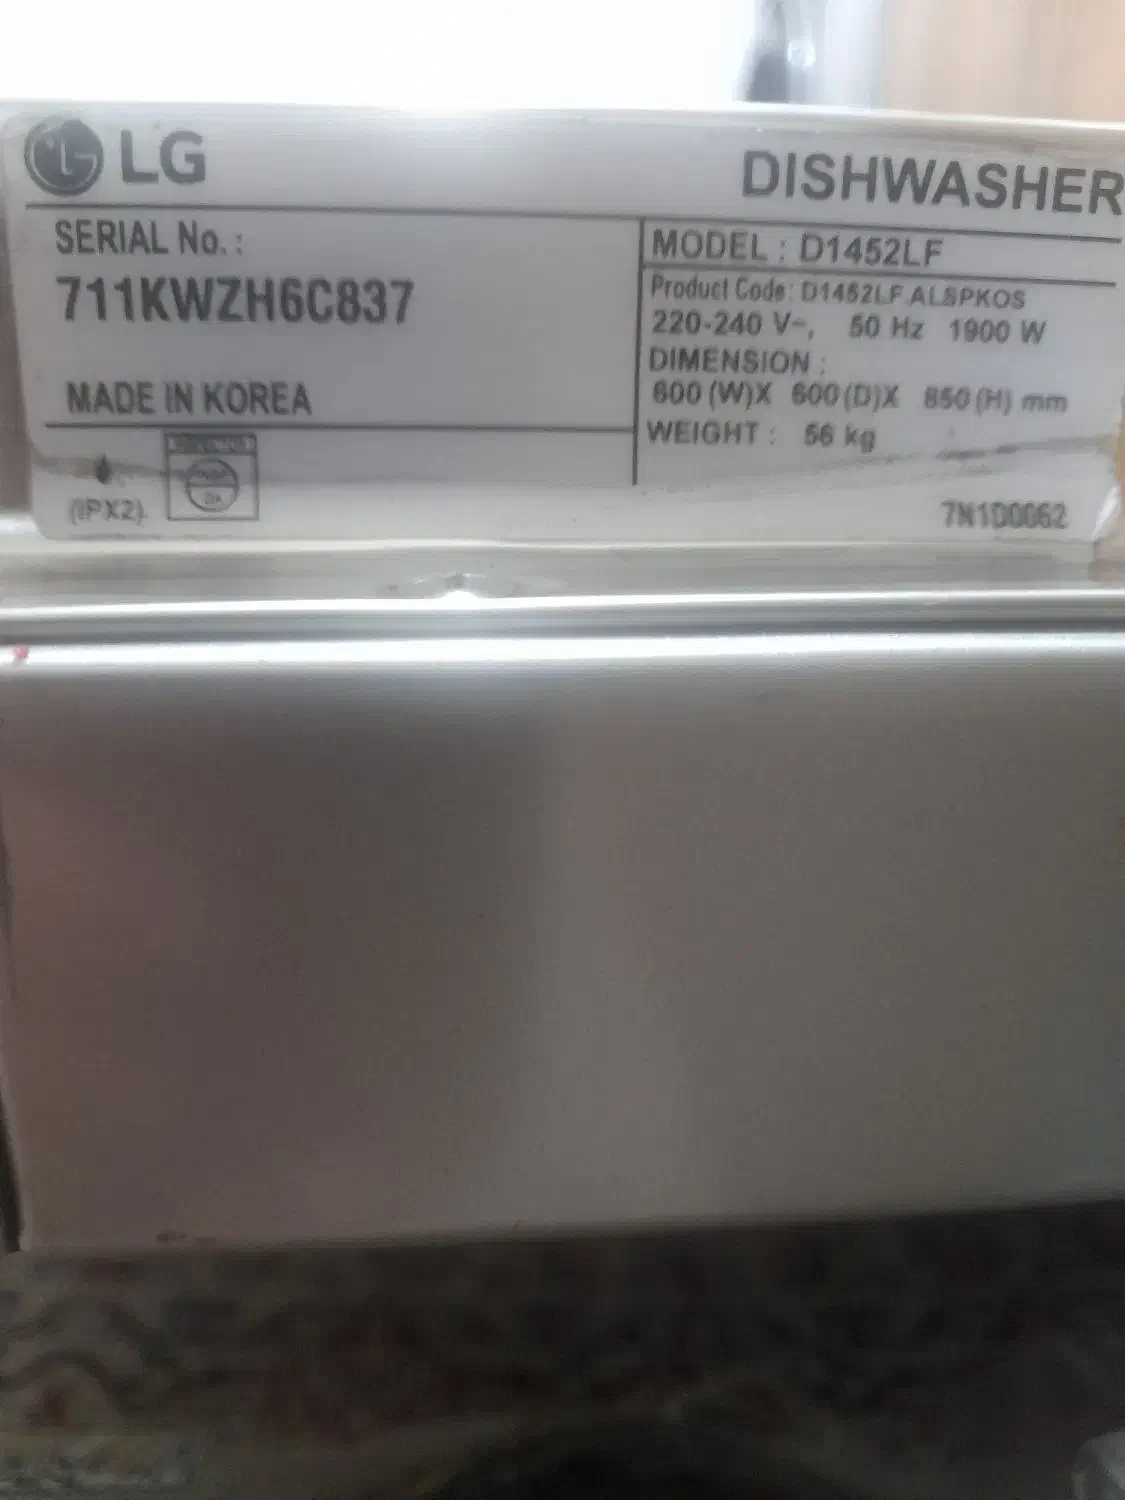 LG
DISHWASHER
SERIAL No. :
711KWZH6C837
MADE IN KOREA
(IPX2)
MODEL : D1452LF
Product Code: D1452LF.ALSPKOS
220-240 V~, 50 Hz 1900 W
DIMENSION :
600 (W)X 600 (D)X 850 (H) mm
WEIGHT : 56 kg
7N1D0062